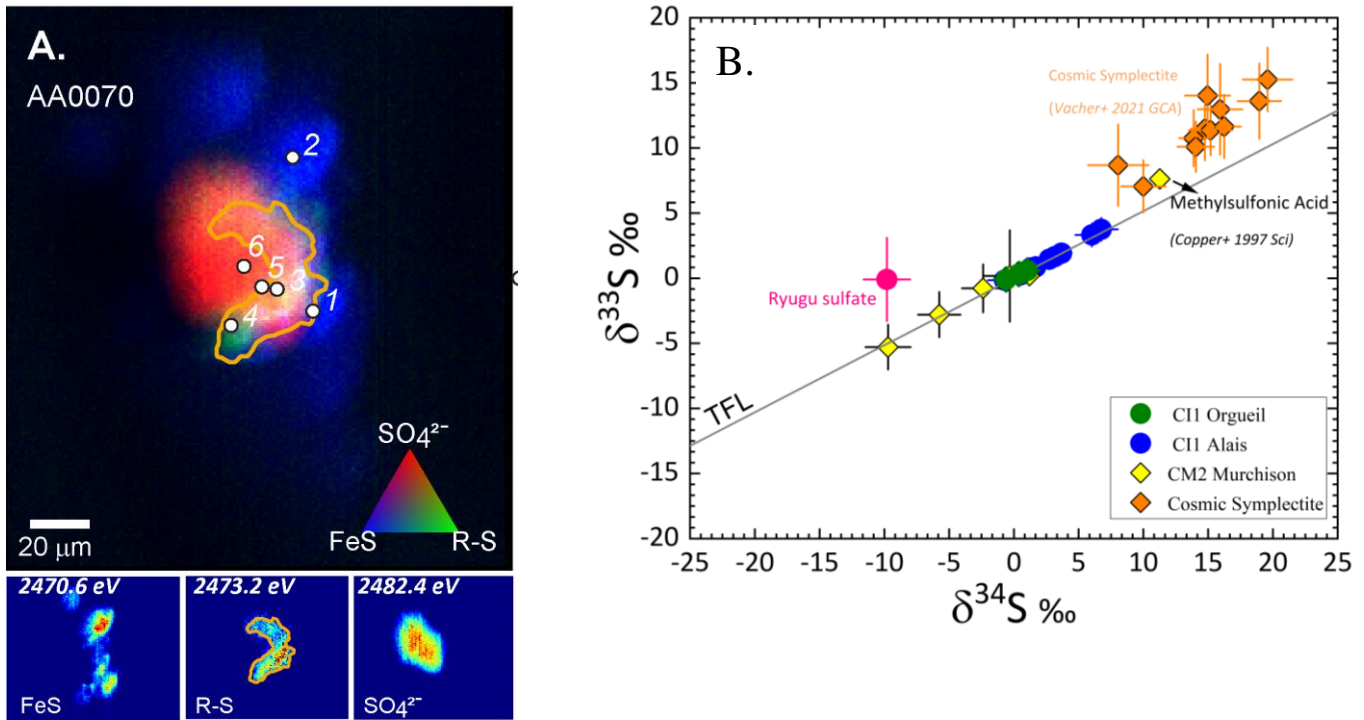 A.
AA0070
2
6
5
3
1
4
SO₄²⁻
FeS
R-S
20 µm
2470.6 eV
2473.2 eV
2482.4 eV
FeS
R-S
SO₄²⁻
B.
20
15
10
5
0
-5
-10
-15
-20
δ³³S ‰
Cosmic Symplectite
(Vacher+ 2021 GCA)
Methylsulfonic Acid
(Copper+ 1997 Sci)
Ryugu sulfate
TFL
CI1 Orgueil
CI1 Alais
CM2 Murchison
Cosmic Symplectite
-25 -20 -15 -10 -5 0 5 10 15 20 25
δ³⁴S ‰